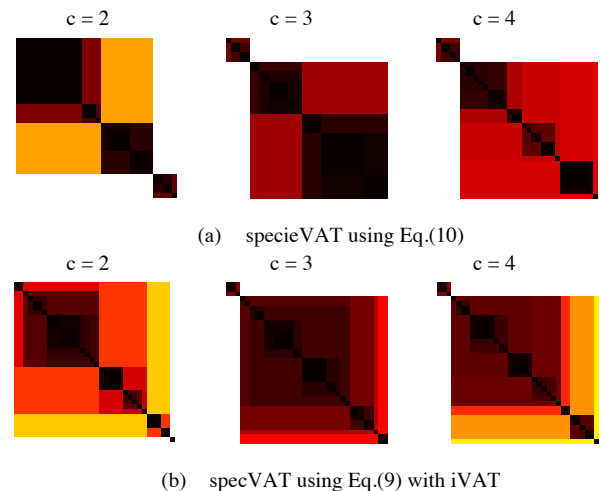 c = 2 c = 3 c = 4
(a) specieVAT using Eq.(10)
c = 2 c = 3 c = 4
(b) specVAT using Eq.(9) with iVAT